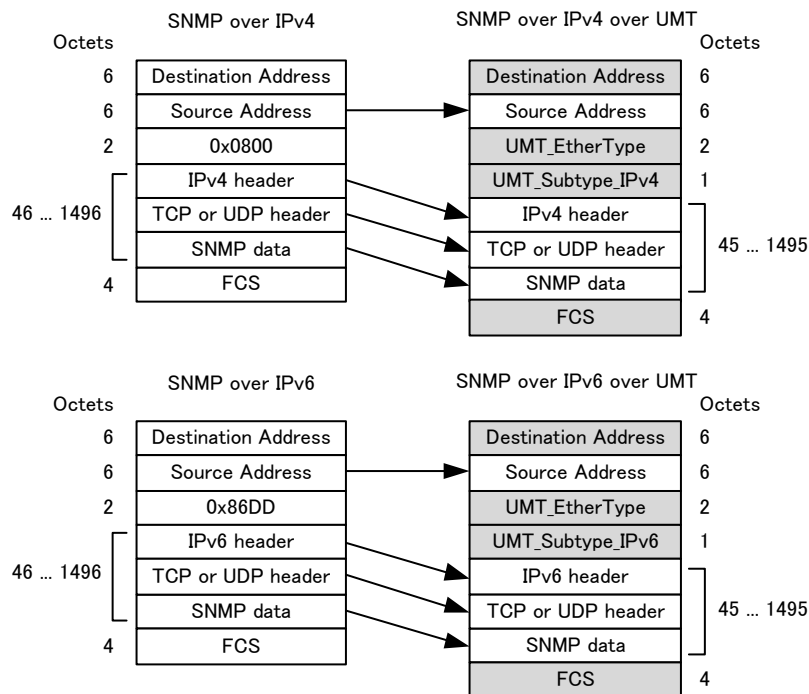 SNMP over IPv4 SNMP over IPv4 over UMT
Octets Octets
6 Destination Address Destination Address 6
6 Source Address Source Address 6
2 0x0800 UMT_EtherType 2
IPv4 header UMT_Subtype_IPv4 1
46 ... 1496 TCP or UDP header IPv4 header
SNMP data TCP or UDP header 45 ... 1495
4 FCS SNMP data
FCS 4
SNMP over IPv6 SNMP over IPv6 over UMT
Octets Octets
6 Destination Address Destination Address 6
6 Source Address Source Address 6
2 0x86DD UMT_EtherType 2
IPv6 header UMT_Subtype_IPv6 1
46 ... 1496 TCP or UDP header IPv6 header
SNMP data TCP or UDP header 45 ... 1495
4 FCS SNMP data
FCS 4